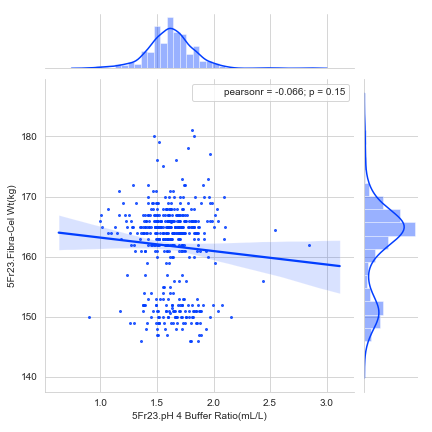 pearsonr = -0.066; p = 0.15
180
170
160
150
140
5Fr23.Fibra-Cel Wt(kg)
1.0 1.5 2.0 2.5 3.0
5Fr23.pH 4 Buffer Ratio(mL/L)